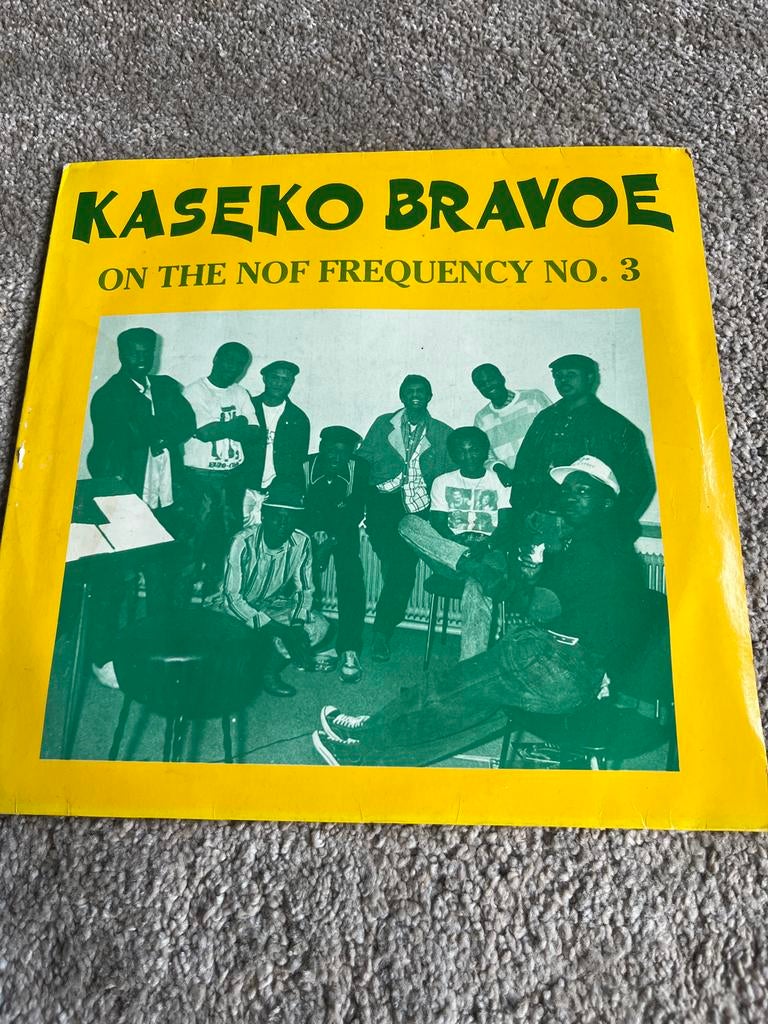 KASEKO BRAVOE
ON THE NOF FREQUENCY NO. 3